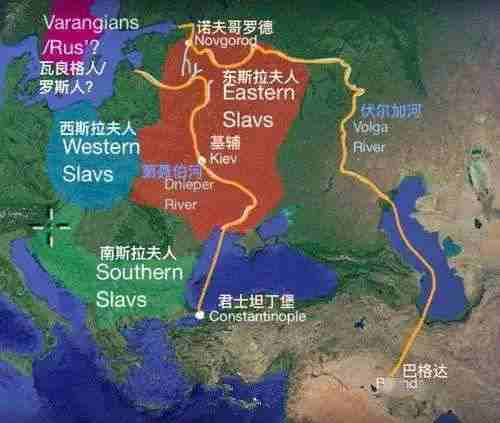 Varangians
/Rus'?
瓦良格人/
罗斯人?
诺夫哥罗德
Novgorod
东斯拉夫人
Eastern
Slavs
伏尔加河
Volga
River
西斯拉夫人
Western
Slavs
基辅
Kiev
第聂伯河
Dnieper
River
南斯拉夫人
Southern
Slavs
君士坦丁堡
Constantinople
巴格达